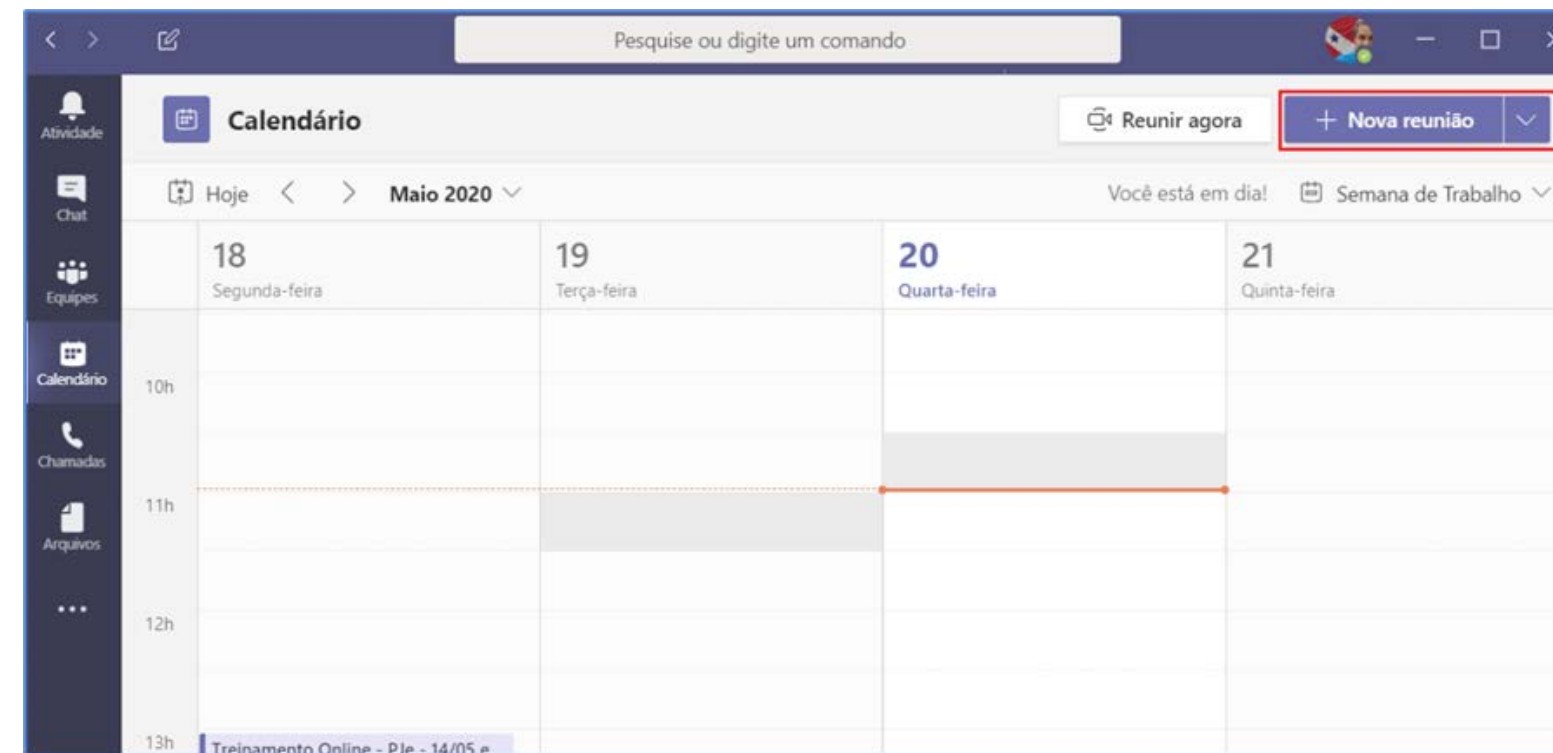 Pesquise ou digite um comando
Atividade
Chat
Equipes
Calendário
Chamadas
Arquivos
Calendário
Reunir agora
+ Nova reunião
Hoje
Maio 2020
Você está em dia!
Semana de Trabalho
18
Segunda-feira
19
Terça-feira
20
Quarta-feira
21
Quinta-feira
10h
11h
12h
13h
Treinamento Online - PJe - 14/05 e